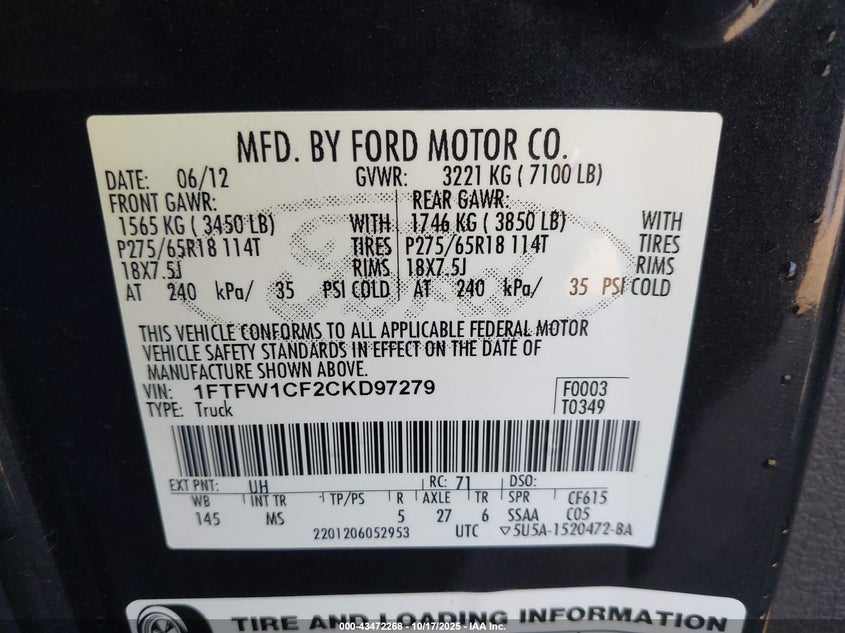 MFD. BY FORD MOTOR CO.
DATE: 06/12 GVWR: 3221 KG ( 7100 LB)
FRONT GAWR: REAR GAWR:
1565 KG ( 3450 LB) WITH 1746 KG ( 3850 LB) WITH
P275/65R18 114T TIRES P275/65R18 114T TIRES
18X7.5J RIMS 18X7.5J RIMS
AT 240 kPa/ 35 PSI COLD AT 240 kPa/ 35 PSI COLD
THIS VEHICLE CONFORMS TO ALL APPLICABLE FEDERAL MOTOR
VEHICLE SAFETY STANDARDS IN EFFECT ON THE DATE OF
MANUFACTURE SHOWN ABOVE.
VIN: 1FTFW1CF2CKD97279 F0003
TYPE: Truck T0349
EXT PNT: UH RC: 71 DSO:
WB INT TR TP/PS R AXLE TR SPR CF615
145 MS 5 27 6 SSAA C05
2201206052953 UTC ▽5U5A-1520472-BA
TIRE AND LOADING INFORMATION
000-43472268 - 10/17/2025 - IAA Inc.